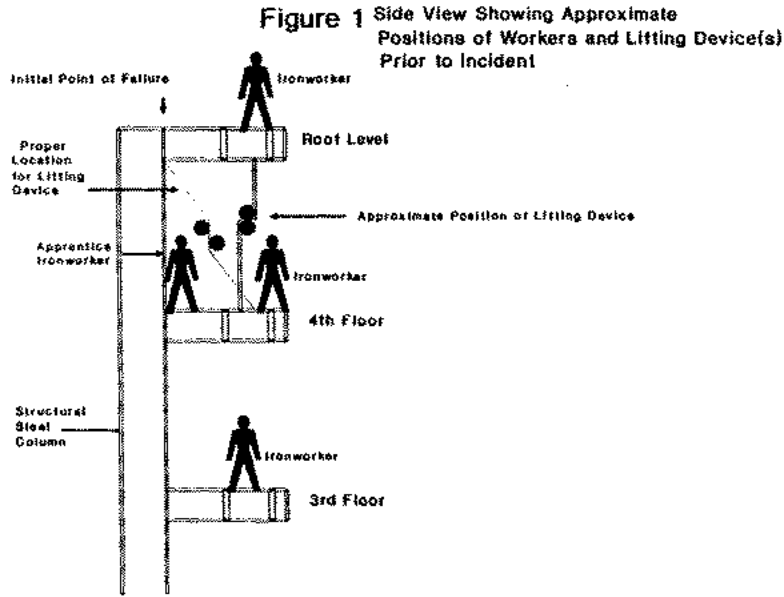 Figure 1 Side View Showing Approximate
Positions of Workers and Lifting Device(s)
Prior to Incident
Initial Point of Failure
Ironworker
Proper
Location
for Lifting
Device
Roof Level
Approximate Position of Lifting Device
Apprentice
Ironworker
Ironworker
4th Floor
Structural
Steel
Column
Ironworker
3rd Floor